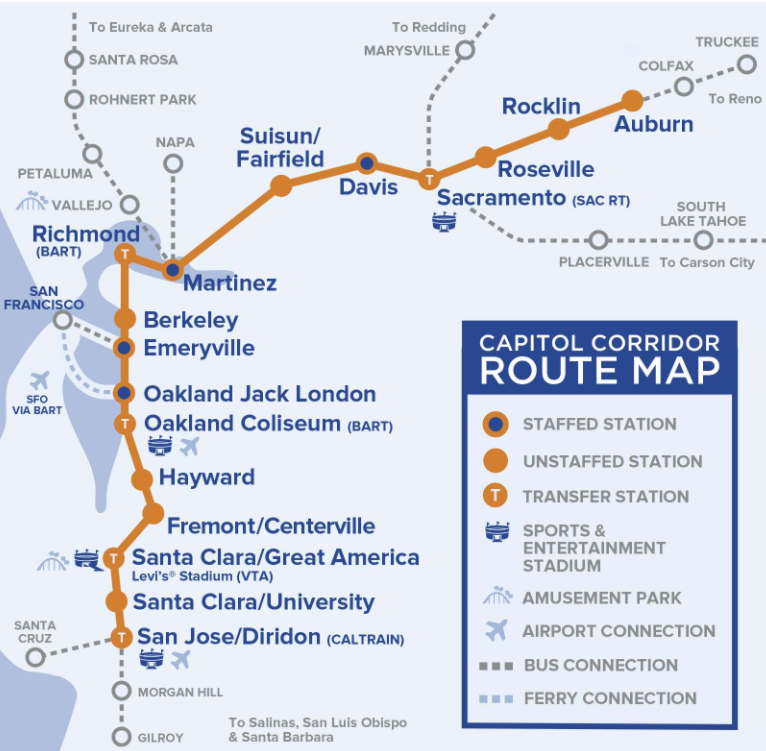 To Eureka & Arcata
SANTA ROSA
ROHNERT PARK
PETALUMA
VALLEJO
NAPA
To Redding
MARYSVILLE
TRUCKEE
COLFAX
To Reno
Auburn
Rocklin
Roseville
Sacramento (SAC RT)
Davis
Suisun/
Fairfield
SOUTH
LAKE TAHOE
PLACERVILLE
To Carson City
Richmond
(BART)
T
Martinez
SAN
FRANCISCO
Berkeley
Emeryville
SFO
VIA BART
Oakland Jack London
T
Oakland Coliseum (BART)
Hayward
Fremont/Centerville
T
Santa Clara/Great America
Levi's® Stadium (VTA)
Santa Clara/University
SANTA
CRUZ
T
San Jose/Diridon (CALTRAIN)
MORGAN HILL
GILROY
To Salinas, San Luis Obispo
& Santa Barbara
T
CAPITOL CORRIDOR
ROUTE MAP
STAFFED STATION
UNSTAFFED STATION
T TRANSFER STATION
SPORTS &
ENTERTAINMENT
STADIUM
AMUSEMENT PARK
AIRPORT CONNECTION
BUS CONNECTION
FERRY CONNECTION